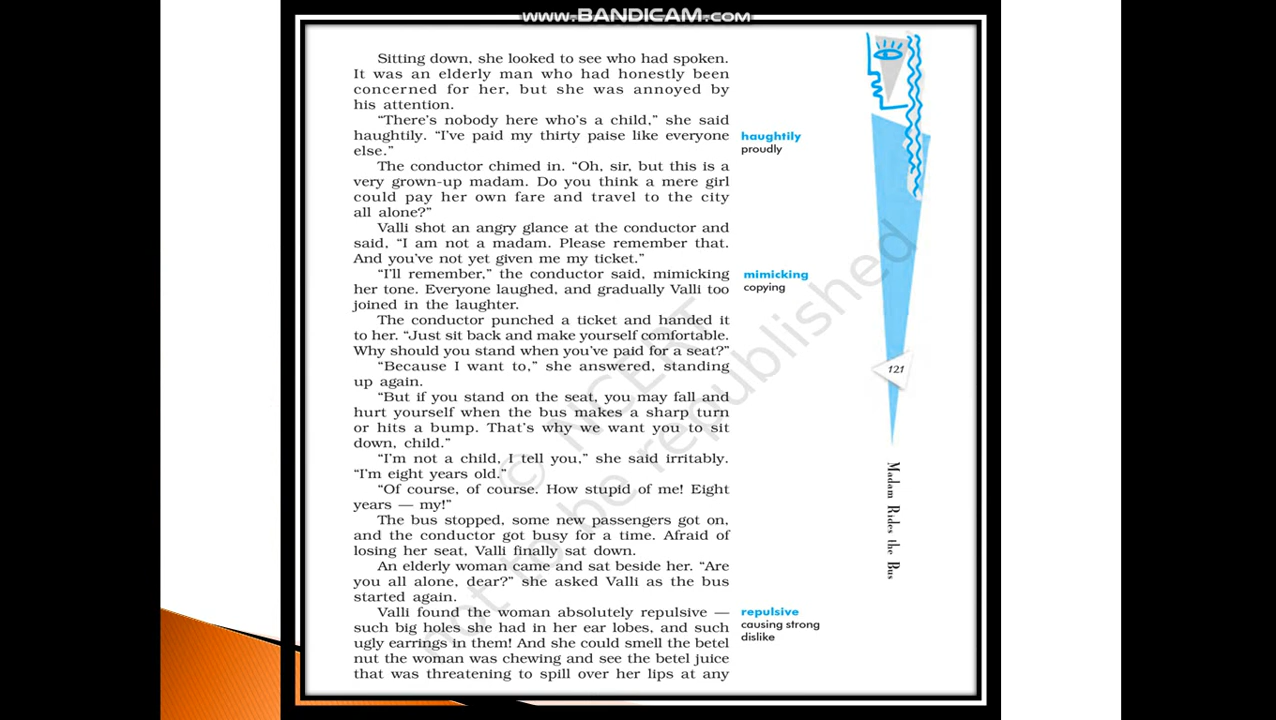 www.BANDICAM.com
Sitting down, she looked to see who had spoken.
It was an elderly man who had honestly been
concerned for her, but she was annoyed by
his attention.
“There’s nobody here who’s a child,” she said
haughtily. “I’ve paid my thirty paise like everyone
else.”
The conductor chimed in. “Oh, sir, but this is a
very grown-up madam. Do you think a mere girl
could pay her own fare and travel to the city
all alone?”
Valli shot an angry glance at the conductor and
said, “I am not a madam. Please remember that.
And you’ve not yet given me my ticket.”
“I’ll remember,” the conductor said, mimicking
her tone. Everyone laughed, and gradually Valli too
joined in the laughter.
The conductor punched a ticket and handed it
to her. “Just sit back and make yourself comfortable.
Why should you stand when you’ve paid for a seat?”
“Because I want to,” she answered, standing
up again.
“But if you stand on the seat, you may fall and
hurt yourself when the bus makes a sharp turn
or hits a bump. That’s why we want you to sit
down, child.”
“I’m not a child, I tell you,” she said irritably.
“I’m eight years old.”
“Of course, of course. How stupid of me! Eight
years — my!”
The bus stopped, some new passengers got on,
and the conductor got busy for a time. Afraid of
losing her seat, Valli finally sat down.
An elderly woman came and sat beside her. “Are
you all alone, dear?” she asked Valli as the bus
started again.
Valli found the woman absolutely repulsive —
such big holes she had in her ear lobes, and such
ugly earrings in them! And she could smell the betel
nut the woman was chewing and see the betel juice
that was threatening to spill over her lips at any
haughtily
proudly
mimicking
copying
repulsive
causing strong
dislike
121
Madam Rides the Bus
© NCERT
not to be republished